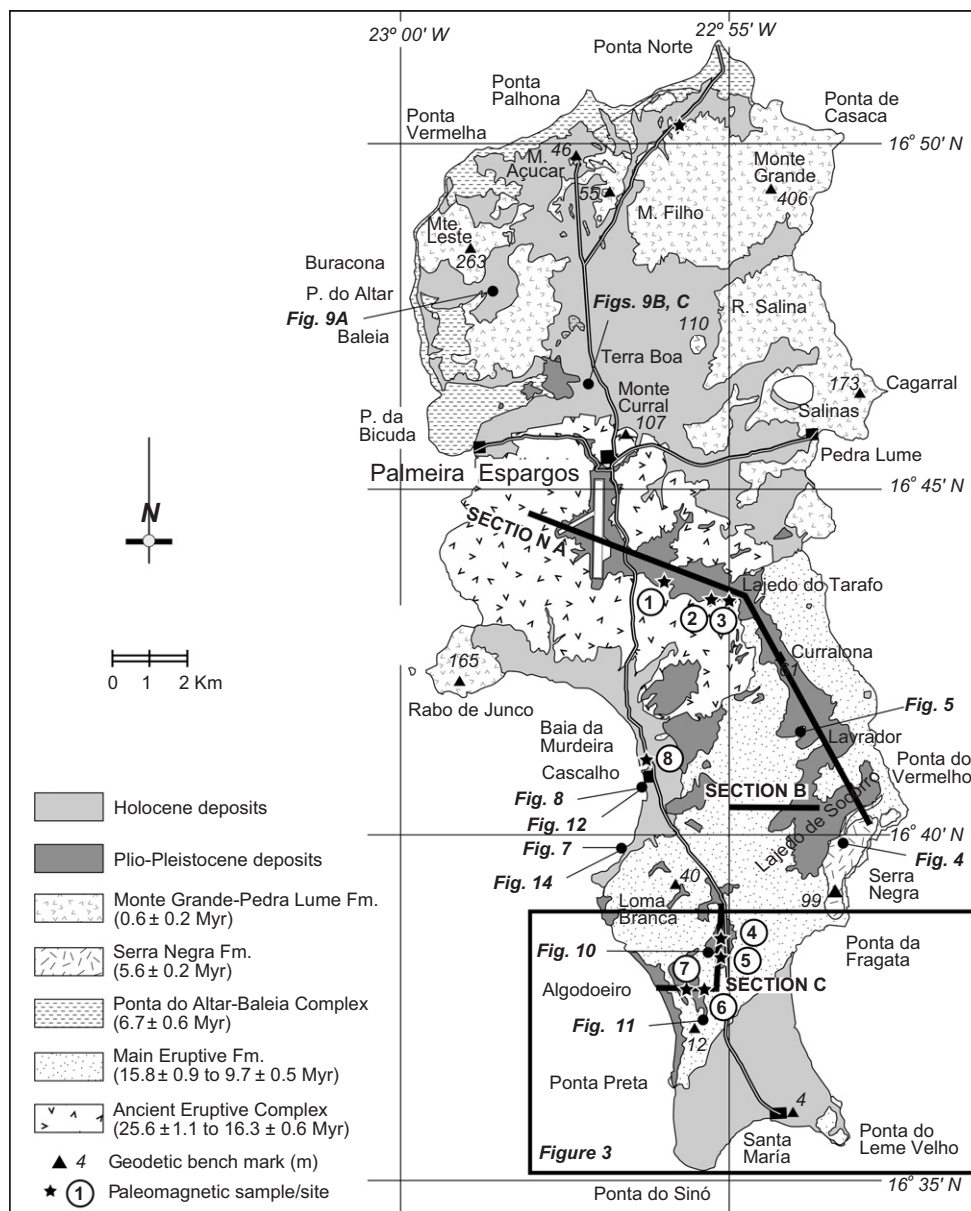 23° 00' W
22° 55' W
Ponta Norte
Ponta
Palhona
Ponta
Vermelha
Ponta de
Casaca
16° 50' N
46
M.
Açucar
55
Monte
Grande
406
M. Filho
Mte.
Leste
263
Buracona
P. do Altar
Fig. 9A
Baleia
Figs. 9B, C
110
R. Salina
Terra Boa
Monte
Curral
107
173
Cagarral
Salinas
P. da
Bicuda
Pedra Lume
Palmeira
Espargos
16° 45' N
N
SECTION A
Lajedo do Tarafo
1
2
3
0 1 2 Km
Curralona
61
165
Rabo de Junco
Fig. 5
Lavrador
Baia da
Murdeira
8
Cascalho
Ponta do
Vermelho
Fig. 8
SECTION B
Fig. 12
Lajedo de Socorro
16° 40' N
Fig. 7
Fig. 4
Fig. 14
Serra
Negra
40
99
Loma
Branca
4
Ponta da
Fragata
Fig. 10
5
7
Algodoeiro
SECTION C
6
Fig. 11
12
Ponta Preta
4
Santa
María
Ponta do
Leme Velho
Figure 3
Ponta do Sinó
16° 35' N
Holocene deposits
Plio-Pleistocene deposits
Monte Grande-Pedra Lume Fm.
(0.6 ± 0.2 Myr)
Serra Negra Fm.
(5.6 ± 0.2 Myr)
Ponta do Altar-Baleia Complex
(6.7 ± 0.6 Myr)
Main Eruptive Fm.
(15.8 ± 0.9 to 9.7 ± 0.5 Myr)
Ancient Eruptive Complex
(25.6 ± 1.1 to 16.3 ± 0.6 Myr)
4 Geodetic bench mark (m)
1 Paleomagnetic sample/site